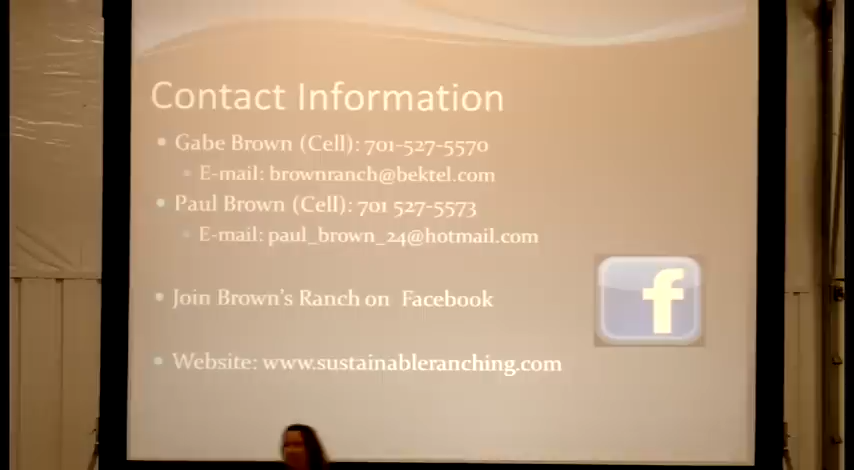 Contact Information
Gabe Brown (Cell): 701-527-5570
E-mail: brownranch@bektel.com
Paul Brown (Cell): 701 527-5573
E-mail: paul_brown_24@hotmail.com
Join Brown's Ranch on Facebook
f
Website: www.sustainableranching.com